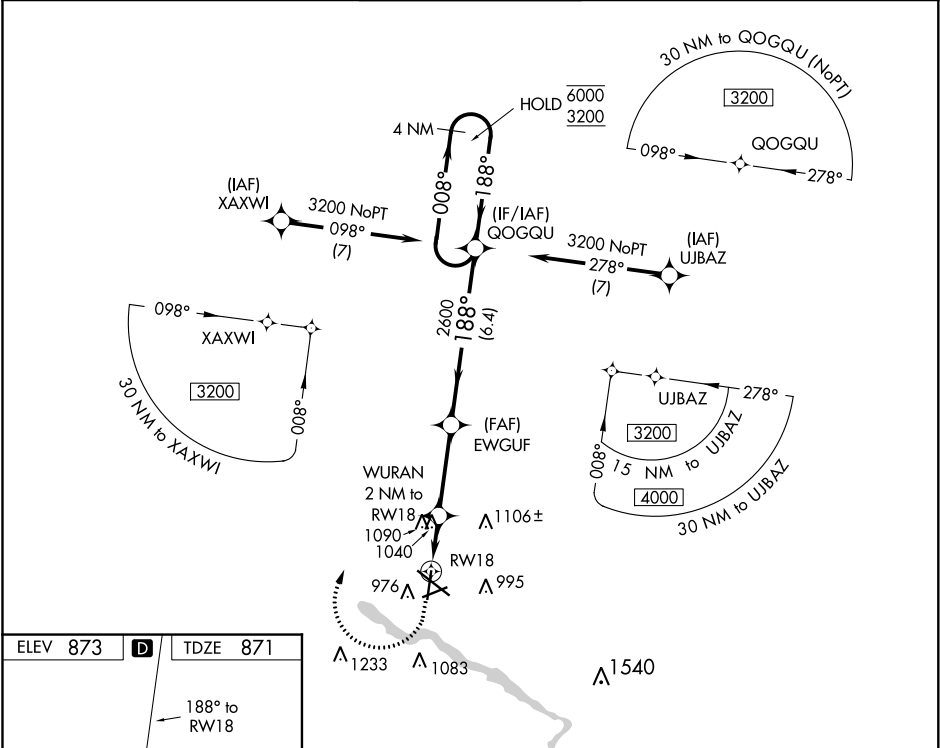 30 NM to QOGQU (NoPT)
3200
QOGQU
098°
278°
HOLD 6000
3200
4 NM
008°
188°
(IAF)
XAXWI
3200 NoPT
098°
(7)
(IF/IAF)
QOGQU
3200 NoPT
278°
(7)
(IAF)
UJBAZ
2600
188°
(6.4)
098°
XAXWI
3200
008°
30 NM to XAXWI
UJBAZ
278°
3200
008°
15 NM to UJBAZ
4000
30 NM to UJBAZ
(FAF)
EWGUF
WURAN
2 NM to
RW18
1090
1040
1106±
RW18
976
995
1233
1083
1540
ELEV 873 D TDZE 871
188° to
RW18